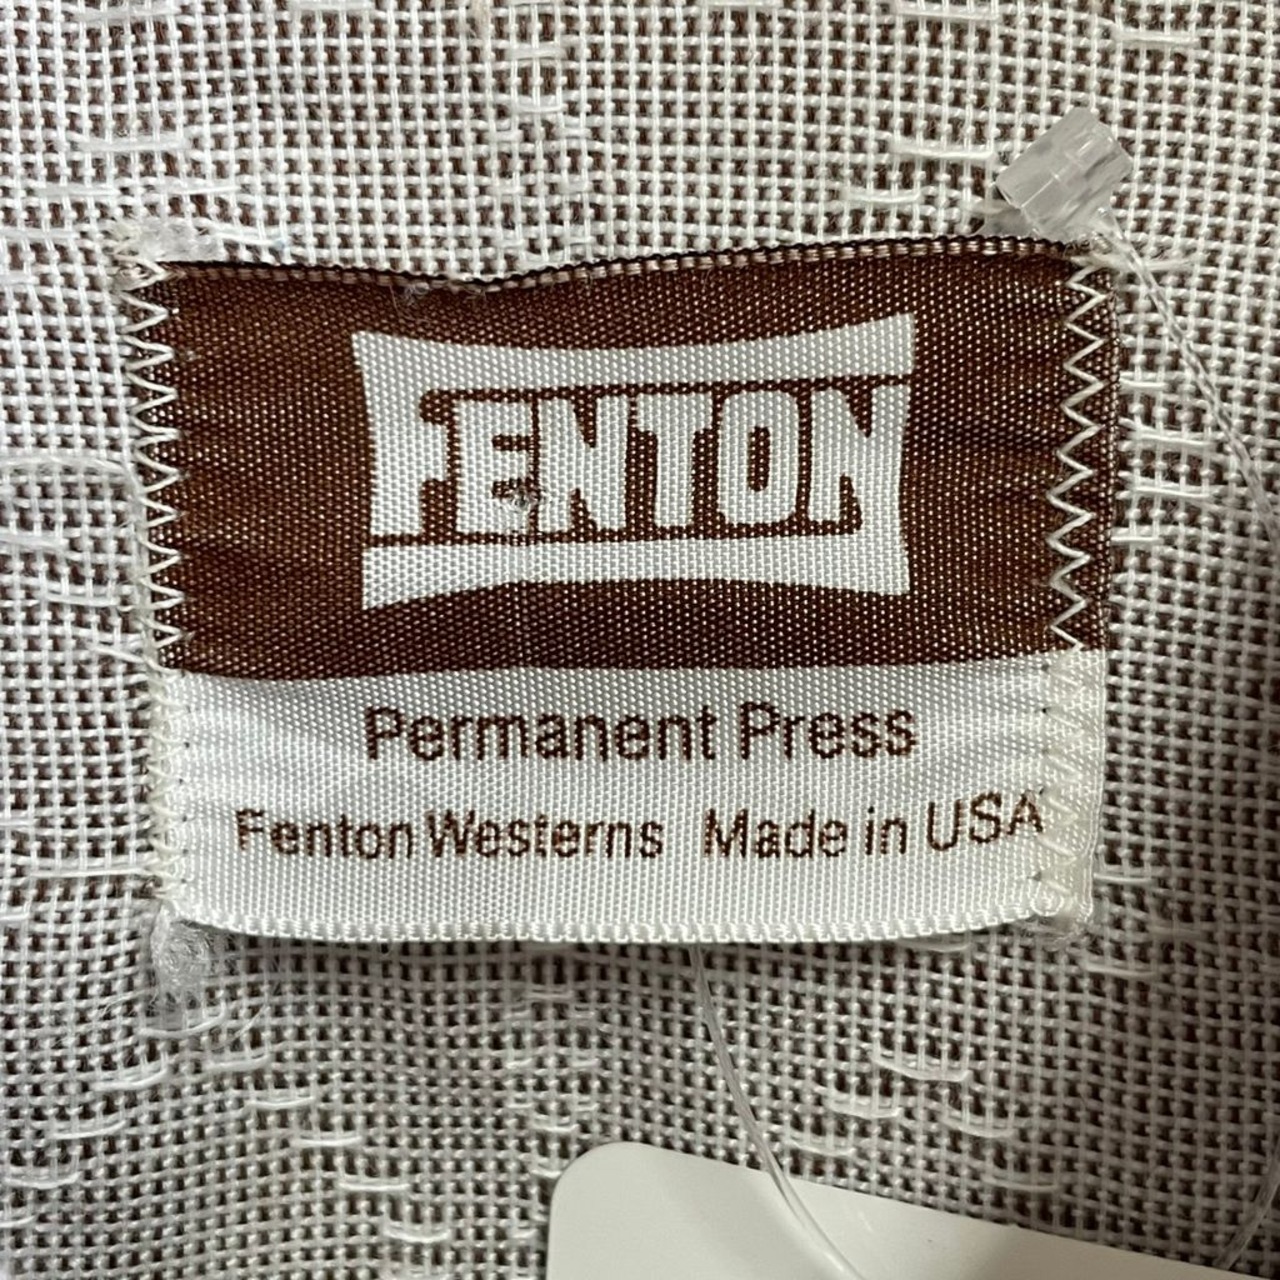 FENTON
Permanent Press
Fenton Westerns Made in USA